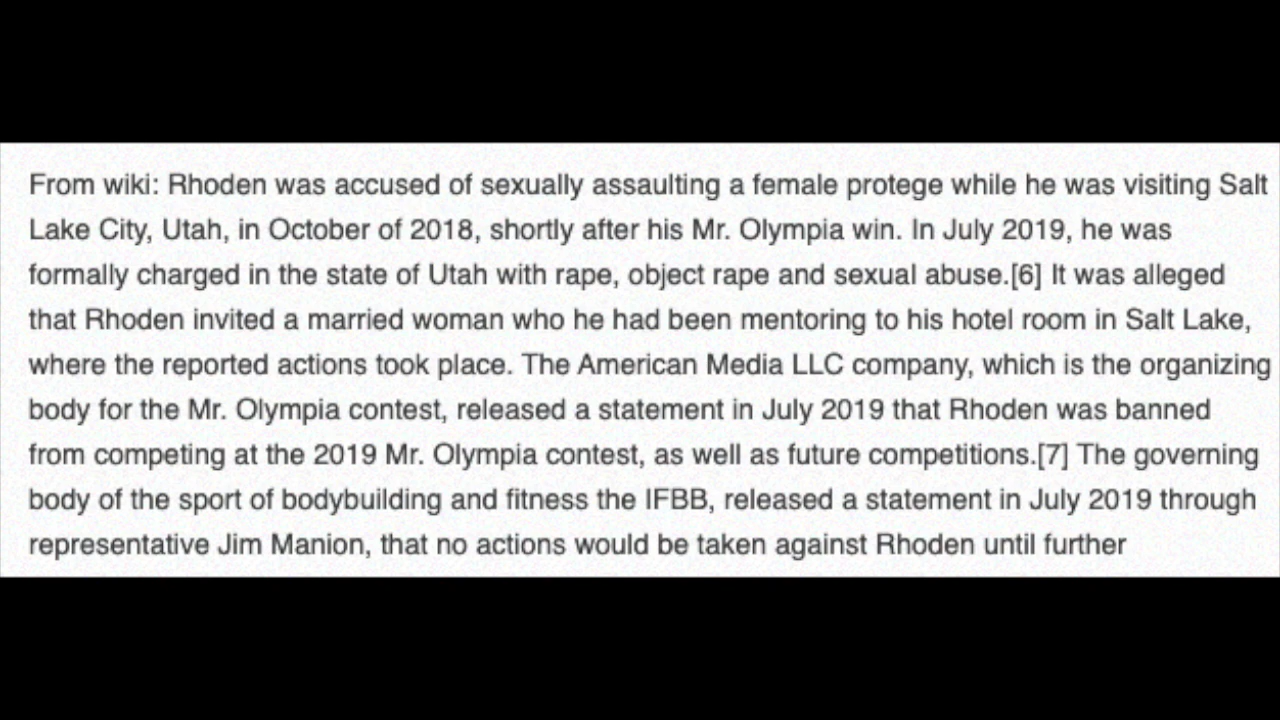 From wiki: Rhoden was accused of sexually assaulting a female protege while he was visiting Salt
Lake City, Utah, in October of 2018, shortly after his Mr. Olympia win. In July 2019, he was
formally charged in the state of Utah with rape, object rape and sexual abuse.[6] It was alleged
that Rhoden invited a married woman who he had been mentoring to his hotel room in Salt Lake,
where the reported actions took place. The American Media LLC company, which is the organizing
body for the Mr. Olympia contest, released a statement in July 2019 that Rhoden was banned
from competing at the 2019 Mr. Olympia contest, as well as future competitions.[7] The governing
body of the sport of bodybuilding and fitness the IFBB, released a statement in July 2019 through
representative Jim Manion, that no actions would be taken against Rhoden until further